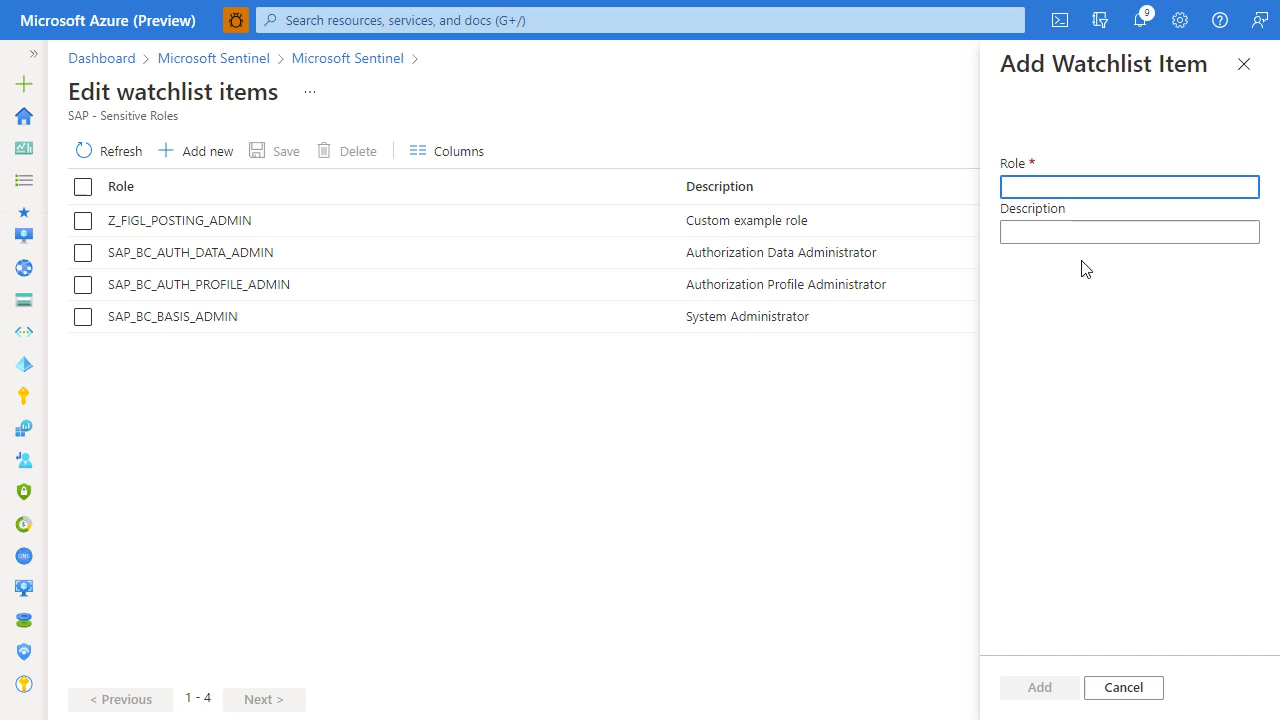 Microsoft Azure (Preview)
Search resources, services, and docs (G+/)
9
Dashboard > Microsoft Sentinel > Microsoft Sentinel >
Edit watchlist items ...
SAP - Sensitive Roles
Refresh Add new Save Delete Columns
Role Description
Z_FIGL_POSTING_ADMIN Custom example role
SAP_BC_AUTH_DATA_ADMIN Authorization Data Administrator
SAP_BC_AUTH_PROFILE_ADMIN Authorization Profile Administrator
SAP_BC_BASIS_ADMIN System Administrator
< Previous 1 - 4 Next >
Add Watchlist Item
Role *
Description
Add Cancel